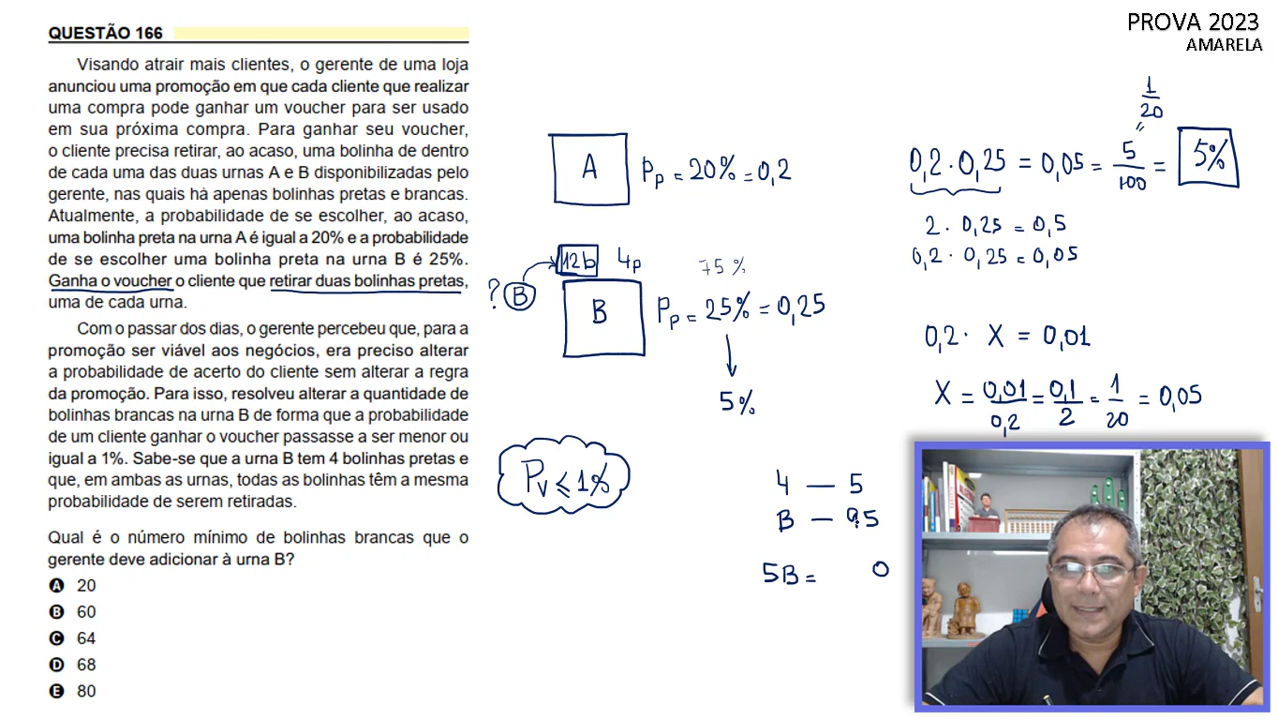 QUESTÃO 166
Visando atrair mais clientes, o gerente de uma loja
anunciou uma promoção em que cada cliente que realizar
uma compra pode ganhar um voucher para ser usado
em sua próxima compra. Para ganhar seu voucher,
o cliente precisa retirar, ao acaso, uma bolinha de dentro
de cada uma das duas urnas A e B disponibilizadas pelo
gerente, nas quais há apenas bolinhas pretas e brancas.
Atualmente, a probabilidade de se escolher, ao acaso,
uma bolinha preta na urna A é igual a 20% e a probabilidade
de se escolher uma bolinha preta na urna B é 25%.
Ganha o voucher o cliente que retirar duas bolinhas pretas,
uma de cada urna.
Com o passar dos dias, o gerente percebeu que, para a
promoção ser viável aos negócios, era preciso alterar
a probabilidade de acerto do cliente sem alterar a regra
da promoção. Para isso, resolveu alterar a quantidade de
bolinhas brancas na urna B de forma que a probabilidade
de um cliente ganhar o voucher passasse a ser menor ou
igual a 1%. Sabe-se que a urna B tem 4 bolinhas pretas e
que, em ambas as urnas, todas as bolinhas têm a mesma
probabilidade de serem retiradas.
Qual é o número mínimo de bolinhas brancas que o
gerente deve adicionar à urna B?
A 20
B 60
C 64
D 68
E 80
A Pp = 20% = 0,2
12b 4p 75%
? B
B Pp = 25% = 0,25
5%
Pv ≤ 1%
4 — 5
B — 95
5B = 0
PROVA 2023
AMARELA
1/20
"
0,2 · 0,25 = 0,05 = 5/100 = 5%
2 · 0,25 = 0,5
0,2 · 0,25 = 0,05
0,2 · X = 0,01
X = 0,01/0,2 = 0,1/2 = 1/20 = 0,05